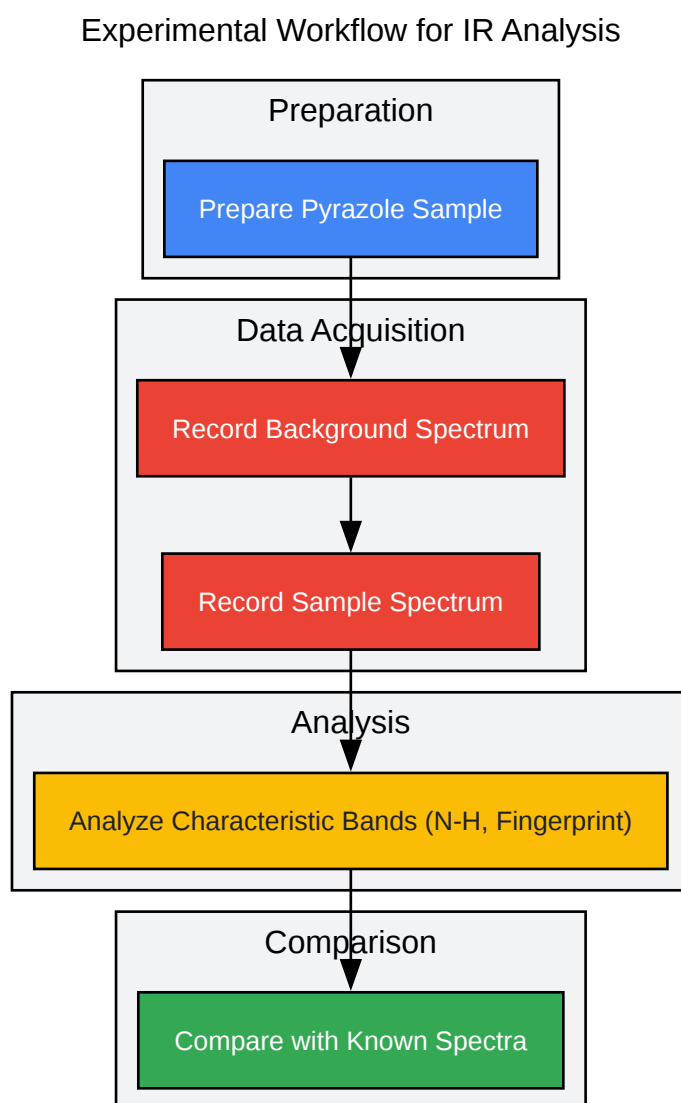 Experimental Workflow for IR Analysis
Preparation
Prepare Pyrazole Sample
Data Acquisition
Record Background Spectrum
Record Sample Spectrum
Analysis
Analyze Characteristic Bands (N-H, Fingerprint)
Comparison
Compare with Known Spectra